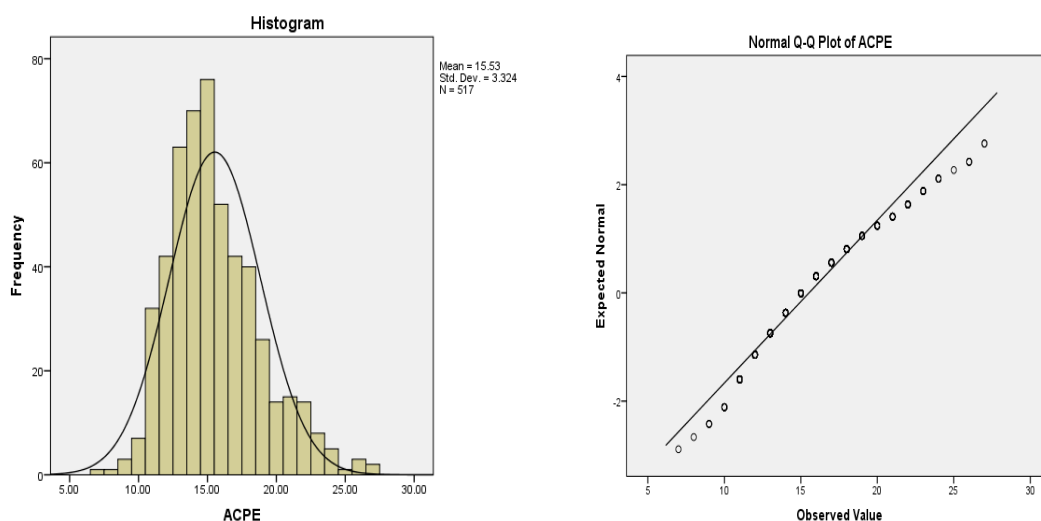 Histogram
Mean = 15.53
Std. Dev. = 3.324
N = 517
Frequency
80
60
40
20
0
5.00 10.00 15.00 20.00 25.00 30.00
ACPE
Normal Q-Q Plot of ACPE
Expected Normal
4
2
0
-2
5 10 15 20 25 30
Observed Value